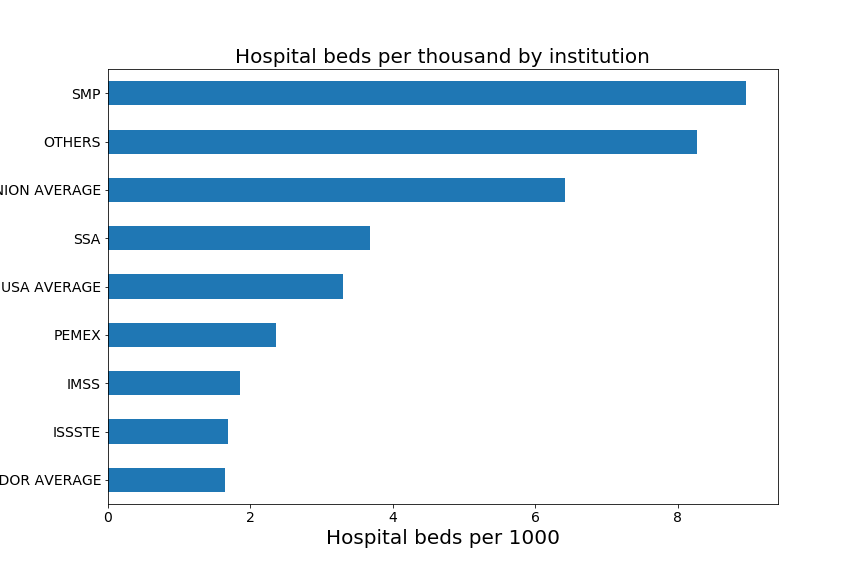 Hospital beds per thousand by institution
SMP
OTHERS
NION AVERAGE
SSA
USA AVERAGE
PEMEX
IMSS
ISSSTE
DOR AVERAGE
0 2 4 6 8
Hospital beds per 1000